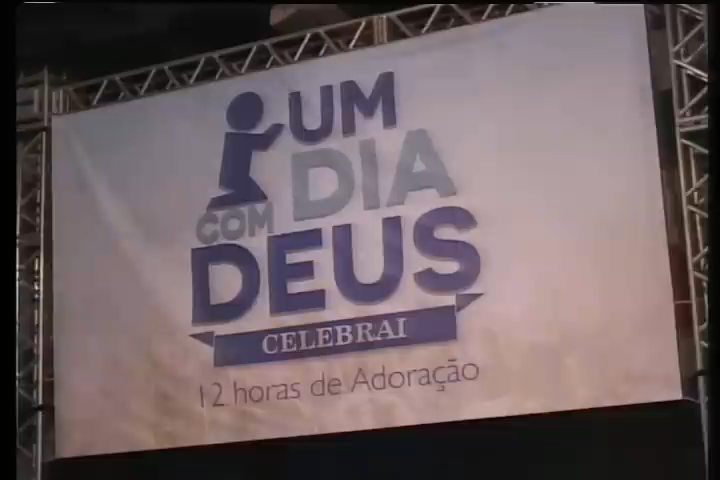 UM
DIA
COM
DEUS
CELEBRAI
12 horas de Adoração